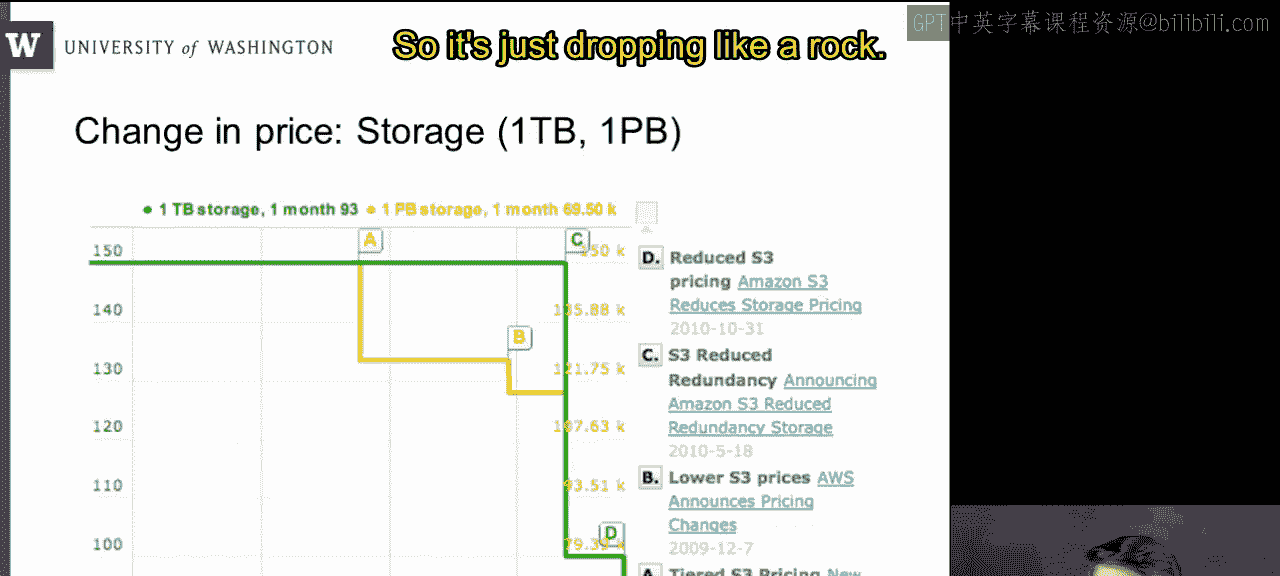 W UNIVERSITY of WASHINGTON
So it's just dropping like a rock.
GPT中英字幕课程资源@bilibili.com
Change in price: Storage (1TB, 1PB)
● 1 TB storage, 1 month 93 ● 1 PB storage, 1 month 69.50 k
150
140
130
120
110
100
A
B
C
D
150 k
135.88 k
121.75 k
107.63 k
93.51 k
79.39 k
D. Reduced S3
pricing Amazon S3
Reduces Storage Pricing
2010-10-31
C. S3 Reduced
Redundancy Announcing
Amazon S3 Reduced
Redundancy Storage
2010-5-18
B. Lower S3 prices AWS
Announces Pricing
Changes
2009-12-7
A. Tiered S3 Pricing New